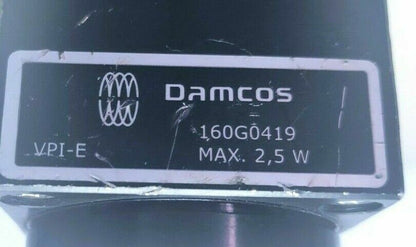 DAMCOS
160G0419
VPI-E
MAX. 2,5 W